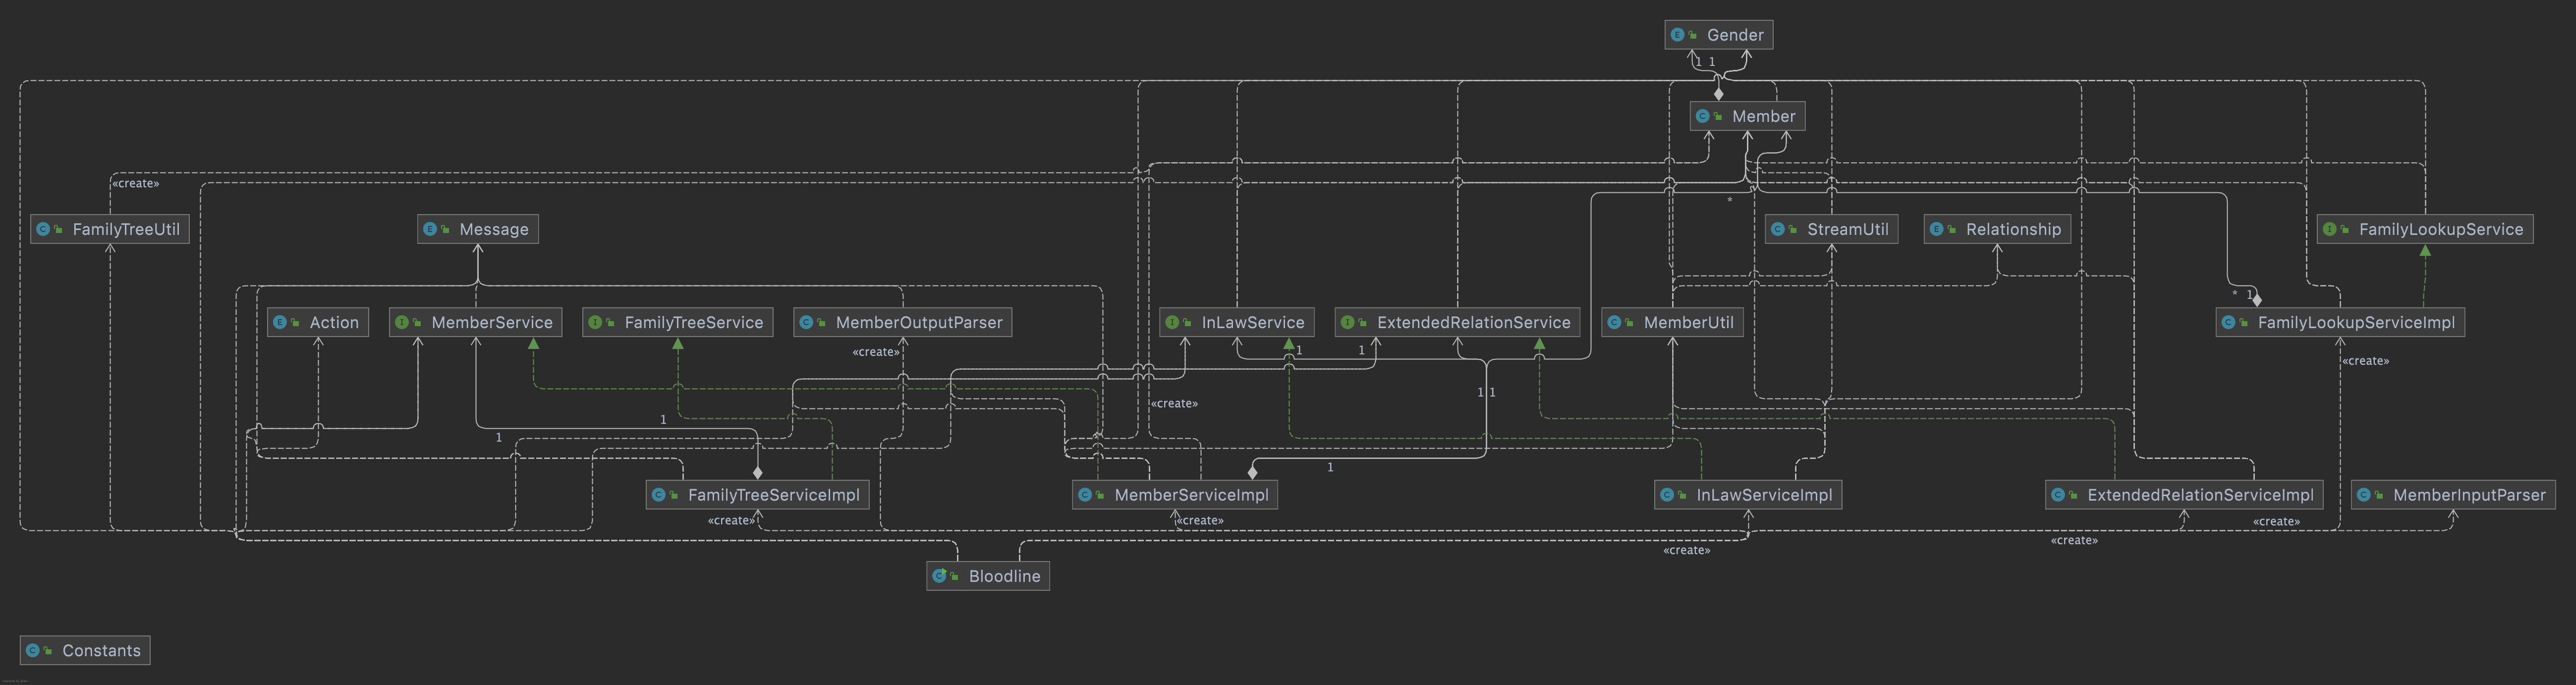 Gender
1 1
Member
«create»
*
FamilyTreeUtil
Message
StreamUtil
Relationship
FamilyLookupService
* 1
Action
MemberService
FamilyTreeService
MemberOutputParser
InLawService
ExtendedRelationService
MemberUtil
FamilyLookupServiceImpl
«create»
1
1
«create»
1 1
«create»
1
1
1
FamilyTreeServiceImpl
MemberServiceImpl
InLawServiceImpl
ExtendedRelationServiceImpl
MemberInputParser
«create»
«create»
«create»
«create»
«create»
Bloodline
Constants